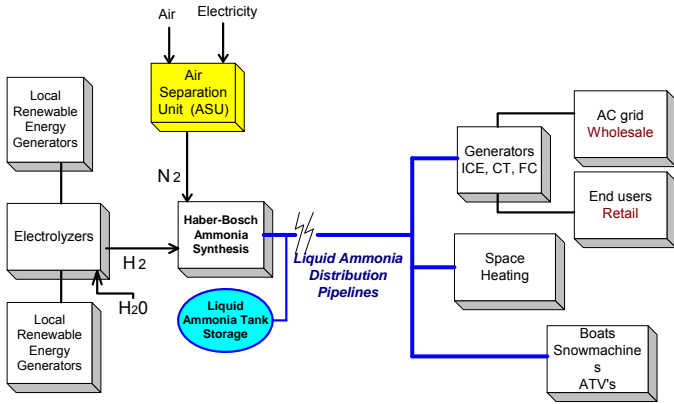 Air
Electricity
Air
Separation
Unit (ASU)
Local
Renewable
Energy
Generators
N2
Electrolyzers
H2
H20
Haber-Bosch
Ammonia
Synthesis
Local
Renewable
Energy
Generators
Liquid
Ammonia Tank
Storage
Liquid Ammonia
Distribution
Pipelines
Generators
ICE, CT, FC
AC grid
Wholesale
End users
Retail
Space
Heating
Boats
Snowmachine
s
ATV's